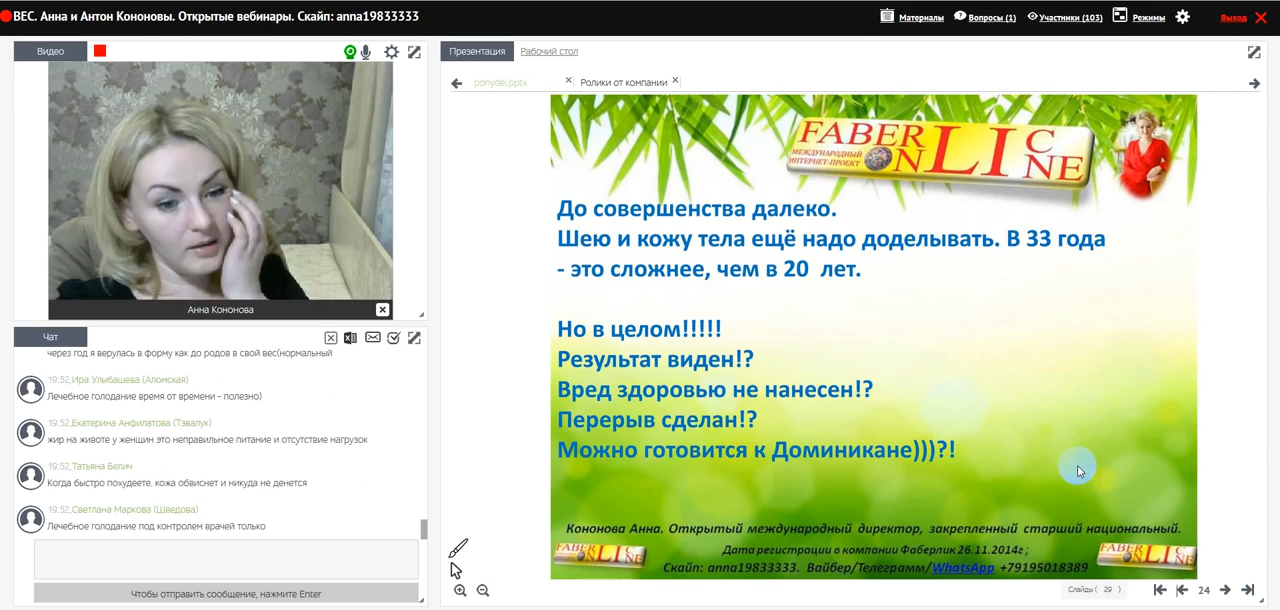 ВЕС. Анна и Антон Кононовы. Открытые вебинары. Скайп: anna19833333
Материалы
Вопросы (1)
Участники (103)
Режимы
Выход
Видео
Анна Кононова
Чат
через год я верулась в форму как до родов в свой вес(нормальный
19:52, Ира Улыбашева (Аломская)
Лечебное голодание время от времени - полезно)
19:52, Екатерина Анфилатова (Тэвалук)
жир на животе у женщин это неправильное питание и отсутствие нагрузок
19:52, Татьяна Белич
Когда быстро похудеете. кожа обвиснет и никуда не денется
19:52, Светлана Маркова (Шведова)
Лечебное голодание под контролем врачей только
Чтобы отправить сообщение, нажмите Enter
Презентация
Рабочий стол
ponydel.pptx
Ролики от компании
FABERLIC
МЕЖДУНАРОДНЫЙ
ИНТЕРНЕТ-ПРОЕКТ
ONLINE
До совершенства далеко.
Шею и кожу тела ещё надо доделывать. В 33 года
- это сложнее, чем в 20 лет.
Но в целом!!!!!
Результат виден!?
Вред здоровью не нанесен!?
Перерыв сделан!?
Можно готовится к Доминикане)))?!
Кононова Анна. Открытый международный директор, закрепленный старший национальный.
Дата регистрации в компании Фаберлик 26.11.2014г;
Скайп: anna19833333. Вайбер/Телеграмм/WhatsApp +79195018389
FABERLIC
ONLINE
FABERLIC
ONLINE
Слайды ( 29 )
24